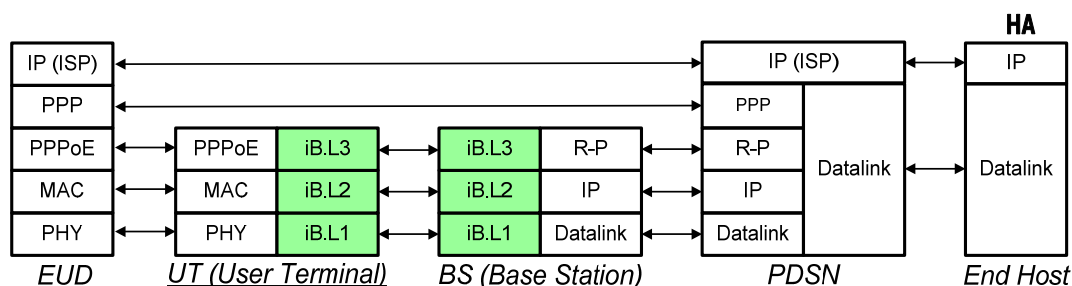 HA
IP (ISP) IP (ISP) IP
PPP PPP
PPPoE PPPoE iB.L3 iB.L3 R-P R-P Datalink Datalink
MAC MAC iB.L2 iB.L2 IP IP
PHY PHY iB.L1 iB.L1 Datalink Datalink
EUD UT (User Terminal) BS (Base Station) PDSN End Host